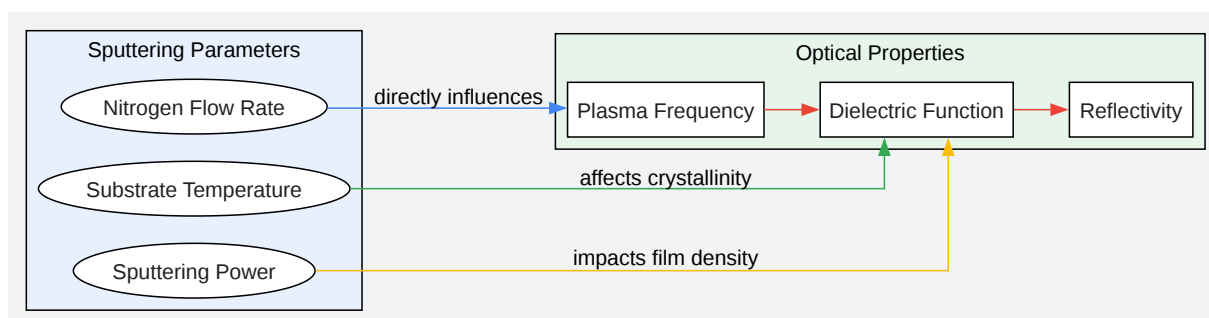 Sputtering Parameters
Nitrogen Flow Rate
Substrate Temperature
Sputtering Power
directly influences
affects crystallinity
impacts film density
Optical Properties
Plasma Frequency
Dielectric Function
Reflectivity